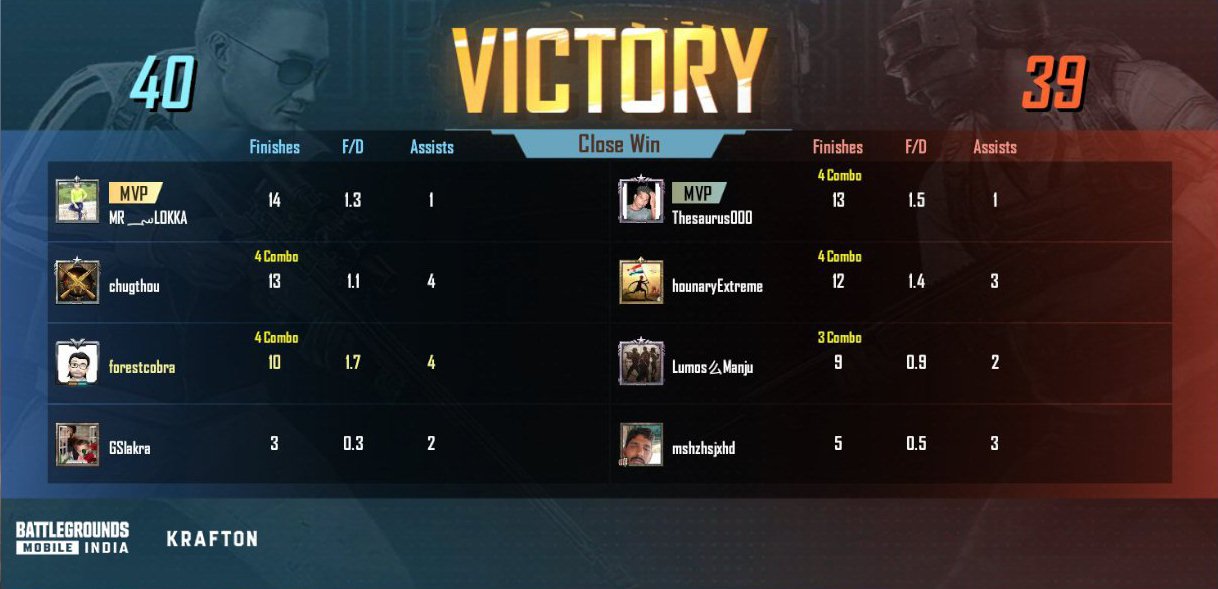 VICTORY
40
39
Close Win
Finishes F/D Assists
Finishes F/D Assists
MVP
MR؄سـLOKKA 14 1.3 1
4 Combo
MVP
Thesaurus000 13 1.5 1
4 Combo
chugthou 13 1.1 4
4 Combo
hounaryExtreme 12 1.4 3
4 Combo
forestcobra 10 1.7 4
3 Combo
Lumos么Manju 9 0.9 2
GSlakra 3 0.3 2
mshzhsjxhd 5 0.5 3
BATTLEGROUNDS
MOBILE INDIA
KRAFTON